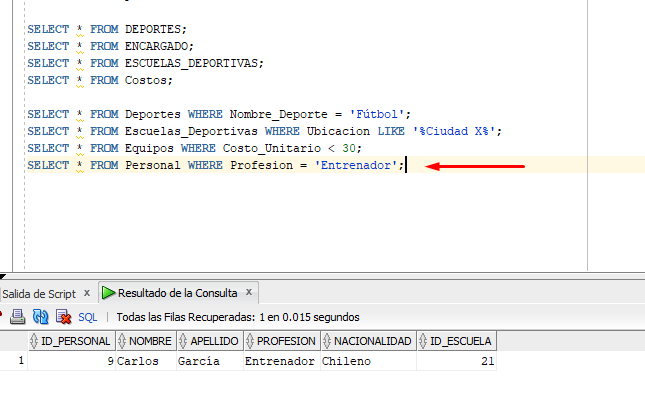 SELECT * FROM DEPORTES;
SELECT * FROM ENCARGADO;
SELECT * FROM ESCUELAS_DEPORTIVAS;
SELECT * FROM Costos;
SELECT * FROM Deportes WHERE Nombre_Deporte = 'Fútbol';
SELECT * FROM Escuelas_Deportivas WHERE Ubicacion LIKE '%Ciudad X%';
SELECT * FROM Equipos WHERE Costo_Unitario < 30;
SELECT * FROM Personal WHERE Profesion = 'Entrenador';
Salida de Script x Resultado de la Consulta x
SQL | Todas las Filas Recuperadas: 1 en 0.015 segundos
ID_PERSONAL NOMBRE APELLIDO PROFESION NACIONALIDAD ID_ESCUELA
1 9 Carlos García Entrenador Chileno 21